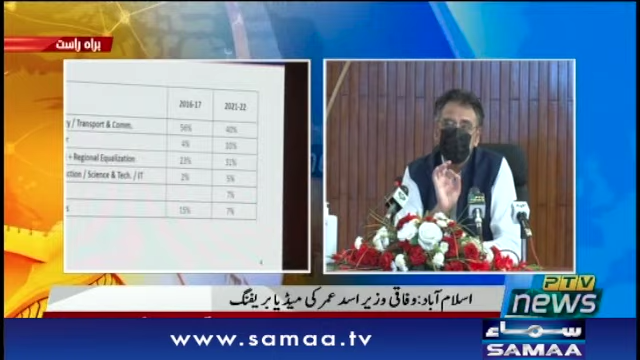 براہ راست
2016-17 2021-22
y / Transport & Comm. 56% 40%
4% 10%
+ Regional Equalization 23% 31%
ction / Science & Tech. / IT 2% 5%
7%
s 15% 7%
4
اسلام آباد: وفاقی وزیر اسد عمر کی میڈیا بریفنگ
PTV
news
www.samaa.tv
سماء
SAMAA